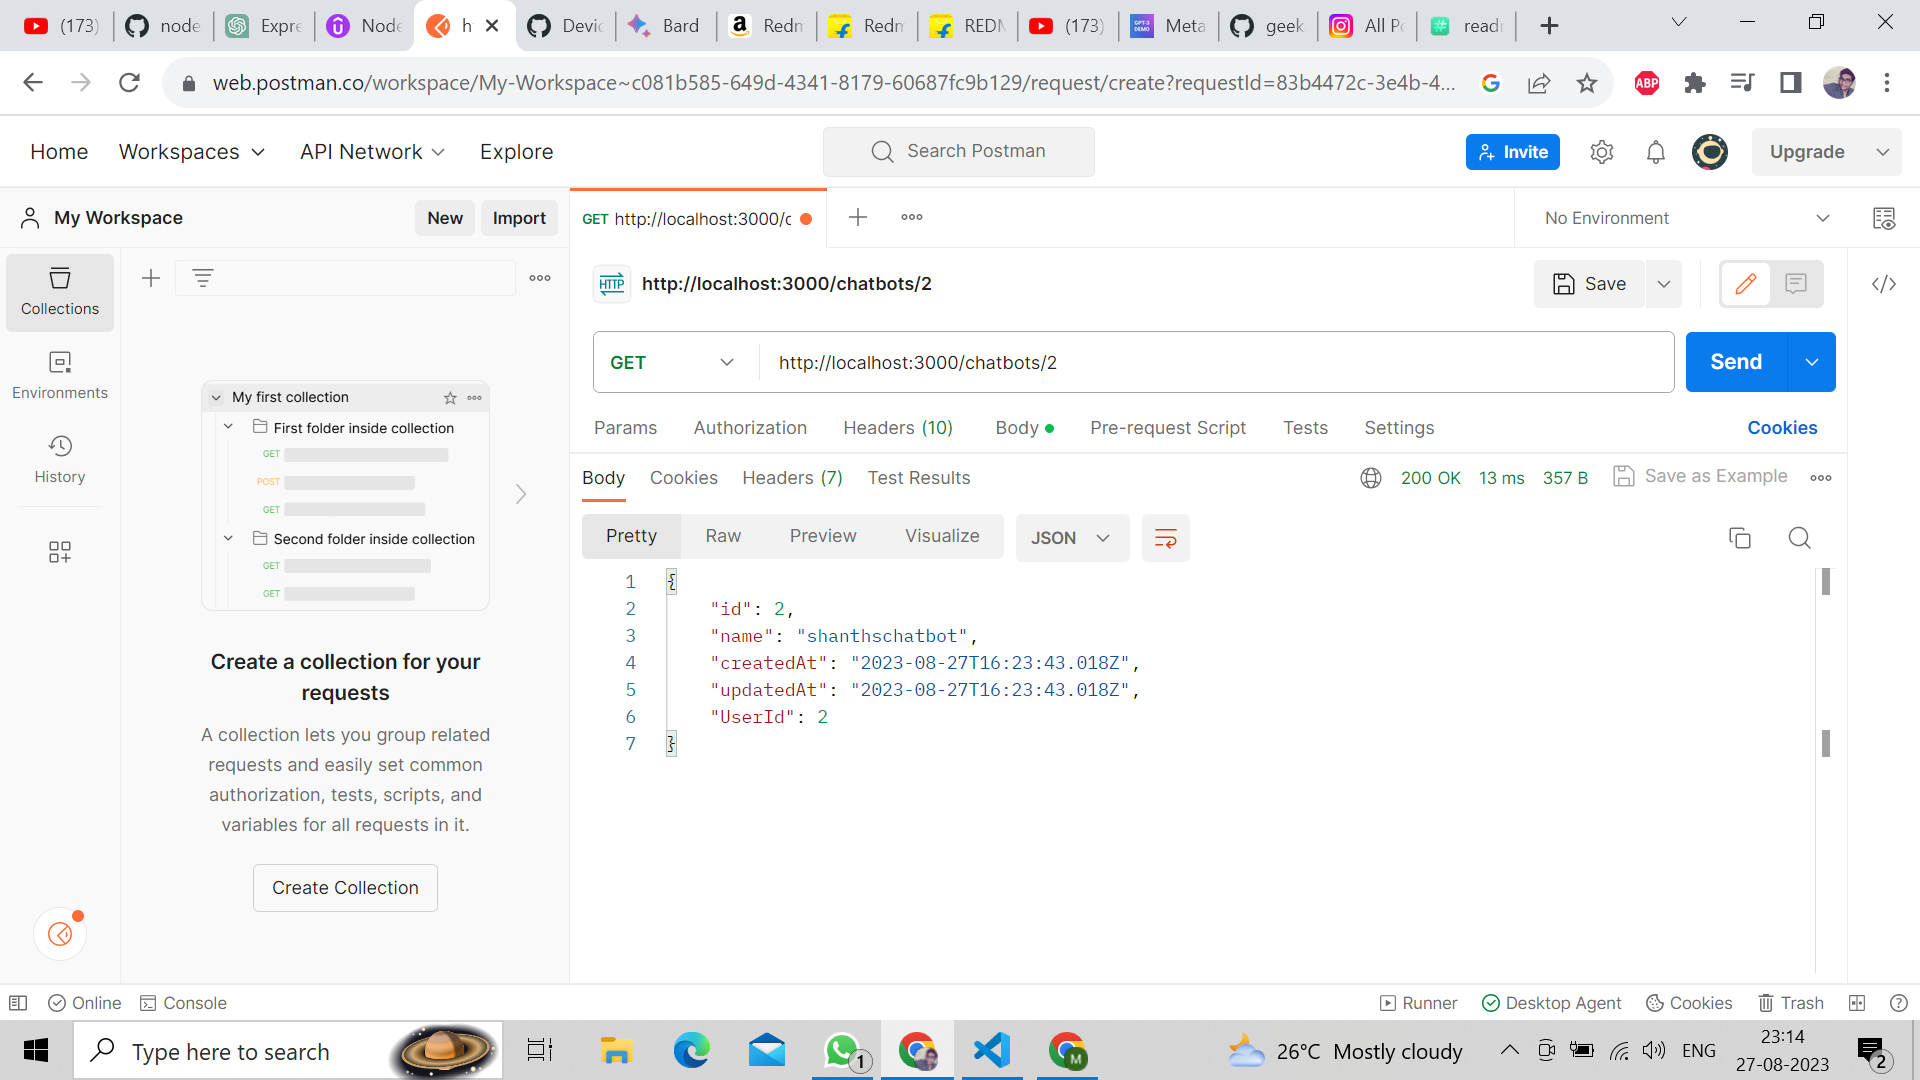 (173)
node
Expre
Node
h
Devic
Bard
Redm
Redm
REDM
(173)
Meta
geek
All Po
readm
web.postman.co/workspace/My-Workspace~c081b585-649d-4341-8179-60687fc9b129/request/create?requestId=83b4472c-3e4b-4...
ABP
Home
Workspaces
API Network
Explore
Search Postman
Invite
Upgrade
My Workspace
New
Import
GET http://localhost:3000/c
No Environment
Collections
HTTP
http://localhost:3000/chatbots/2
Save
Environments
GET
http://localhost:3000/chatbots/2
Send
History
Params
Authorization
Headers (10)
Body
Pre-request Script
Tests
Settings
Cookies
My first collection
First folder inside collection
GET
POST
GET
Second folder inside collection
GET
GET
Create a collection for your
requests
A collection lets you group related
requests and easily set common
authorization, tests, scripts, and
variables for all requests in it.
Create Collection
Body
Cookies
Headers (7)
Test Results
200 OK
13 ms
357 B
Save as Example
Pretty
Raw
Preview
Visualize
JSON
1 {
2 "id": 2,
3 "name": "shanthschatbot",
4 "createdAt": "2023-08-27T16:23:43.018Z",
5 "updatedAt": "2023-08-27T16:23:43.018Z",
6 "UserId": 2
7 }
Online
Console
Runner
Desktop Agent
Cookies
Trash
Type here to search
1
M
26°C Mostly cloudy
ENG
23:14
27-08-2023
2